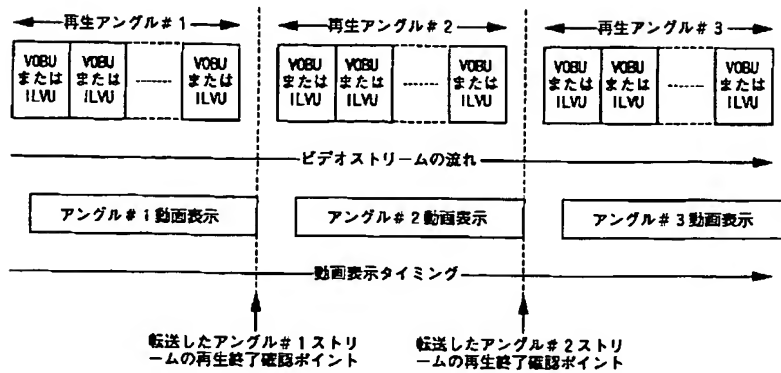 再生アングル#1
再生アングル#2
再生アングル#3
VOBU
または
ILVU
VOBU
または
ILVU
VOBU
または
ILVU
VOBU
または
ILVU
VOBU
または
ILVU
VOBU
または
ILVU
VOBU
または
ILVU
VOBU
または
ILVU
VOBU
または
ILVU
ビデオストリームの流れ
アングル#1動画表示
アングル#2動画表示
アングル#3動画表示
動画表示タイミング
転送したアングル#1ストリ
ームの再生終了確認ポイント
転送したアングル#2ストリ
ームの再生終了確認ポイント